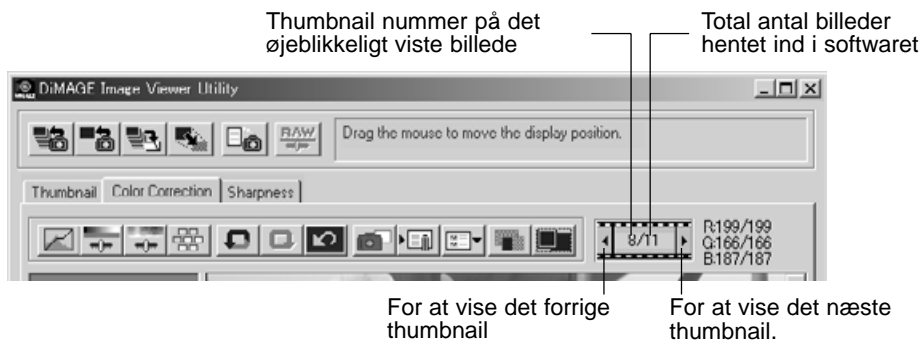 Thumbnail nummer på det
øjeblikkeligt viste billede
Total antal billeder
hentet ind i softwaret
DiMAGE Image Viewer Utility
RAW
Drag the mouse to move the display position.
Thumbnail Color Correction Sharpness
8/11
R:199/199
G:166/166
B:187/187
For at vise det forrige
thumbnail
For at vise det næste
thumbnail.